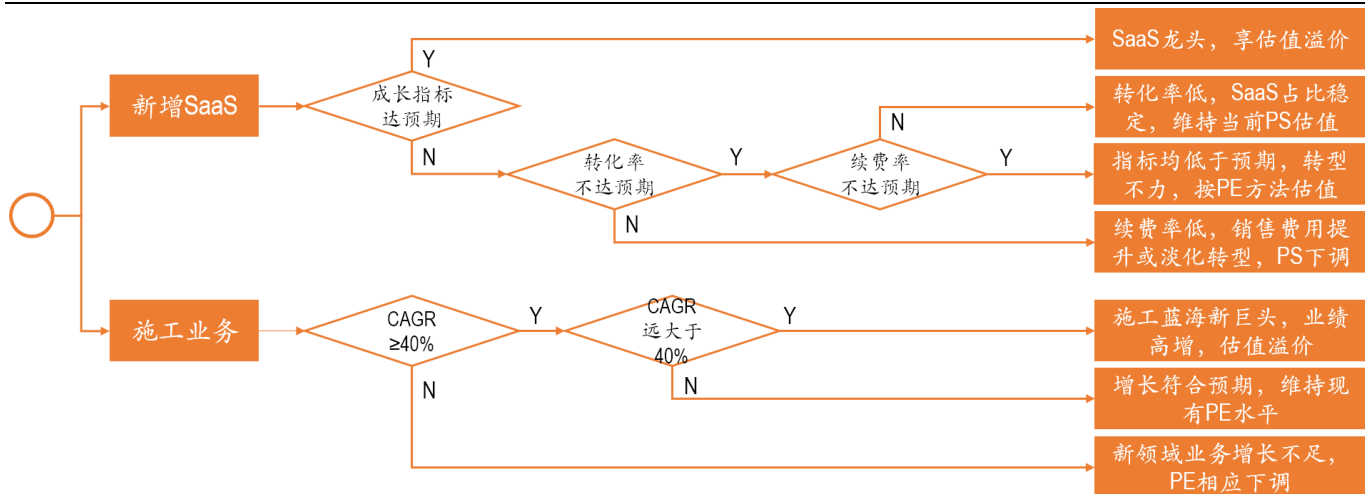 SaaS龙头，享估值溢价
Y
新增SaaS
成长指标
达预期
转化率低，SaaS占比稳
定，维持当前PS估值
N
N
转化率
不达预期
Y
续费率
不达预期
Y
指标均低于预期，转型
不力，按PE方法估值
N
续费率低，销售费用提
升或淡化转型，PS下调
施工业务
CAGR
≥40%
Y
CAGR
远大于
40%
Y
施工蓝海新巨头，业绩
高增，估值溢价
N
N
增长符合预期，维持现
有PE水平
新领域业务增长不足，
PE相应下调